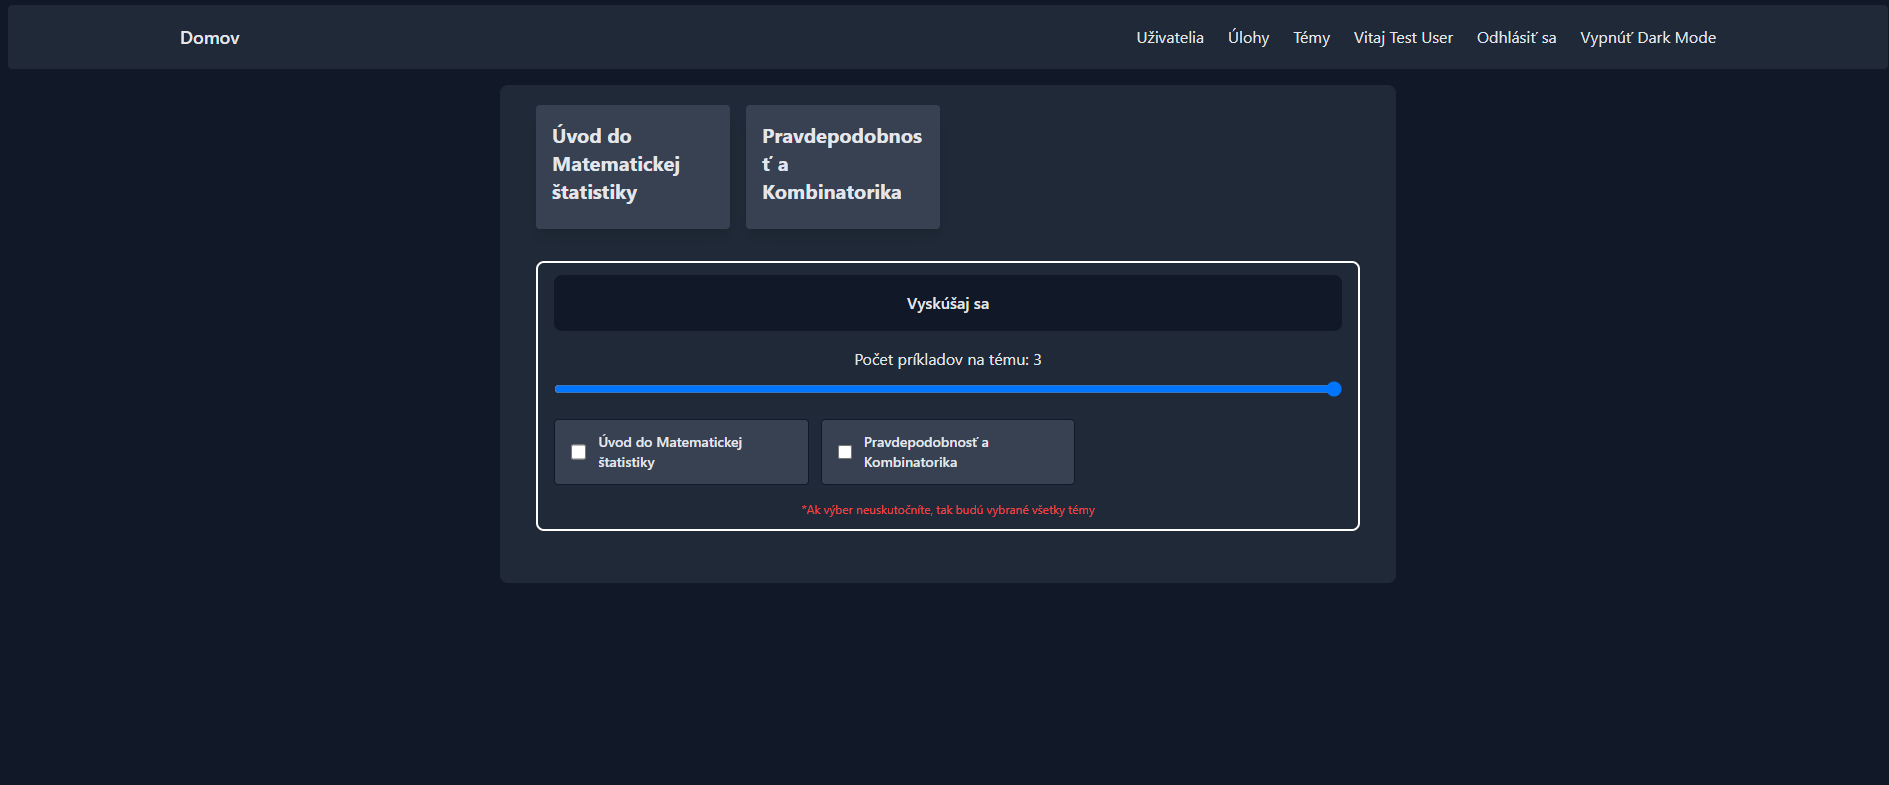 Domov
Uživatelia Úlohy Témy Vitaj Test User Odhlásiť sa Vypnúť Dark Mode
Úvod do
Matematickej
štatistiky
Pravdepodobnos
ť a
Kombinatorika
Vyskúšaj sa
Počet príkladov na tému: 3
Úvod do Matematickej
štatistiky
Pravdepodobnosť a
Kombinatorika
*Ak výber neuskutočníte, tak budú vybrané všetky témy